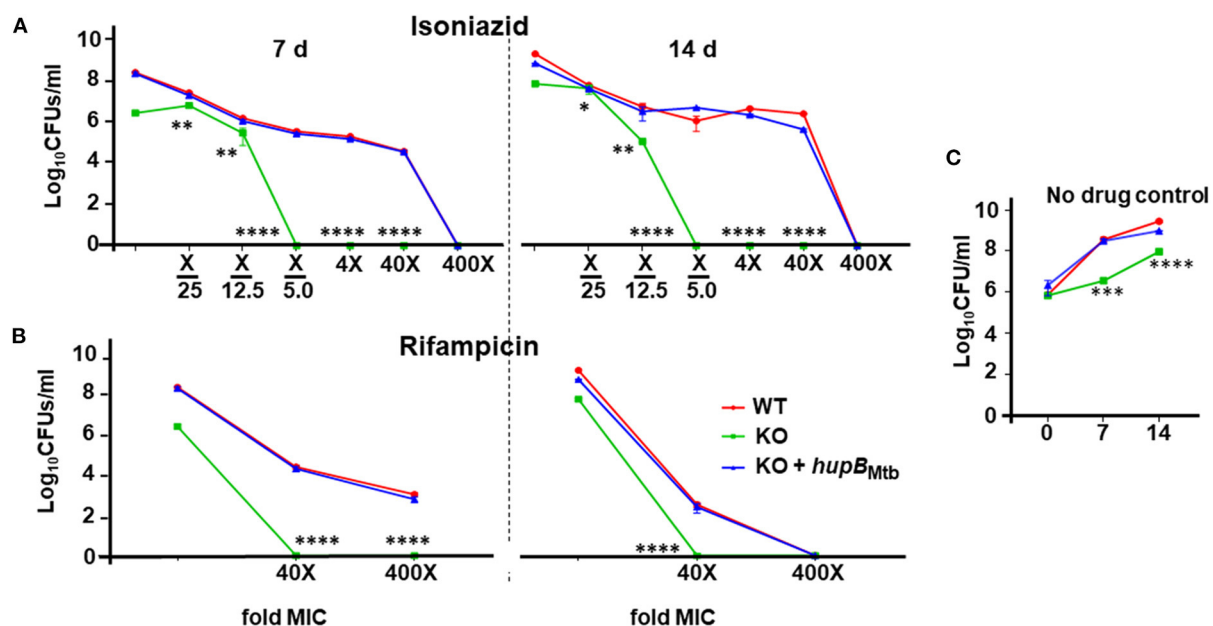 A
Isoniazid
7 d
14 d
Log10CFUs/ml
10
8
6
4
2
0
**
**
****
****
****
X/25
X/12.5
X/5.0
4X
40X
400X
*
**
****
****
****
X/25
X/12.5
X/5.0
4X
40X
400X
B
Rifampicin
Log10CFUs/ml
10
8
6
4
2
0
****
****
40X
400X
fold MIC
****
40X
400X
fold MIC
WT
KO
KO + hupBMtb
C
No drug control
Log10CFU/ml
10
8
6
4
2
0
***
****
0
7
14